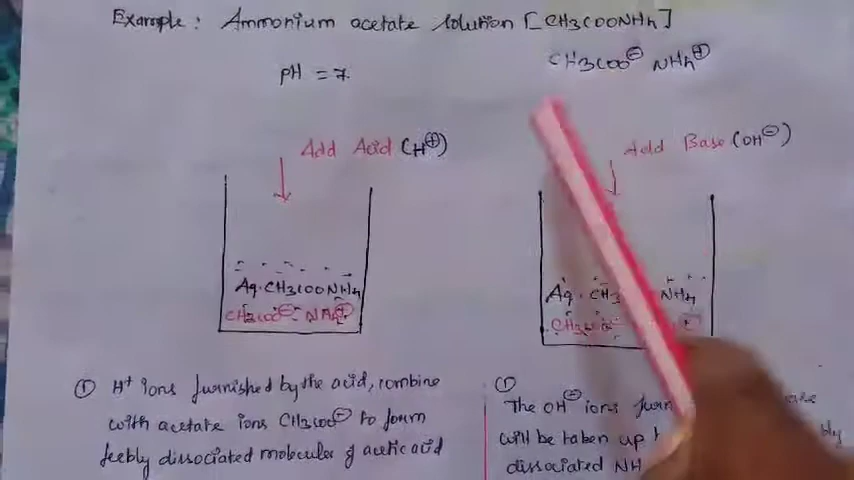 Example: Ammonium acetate solution [CH3COONH4]
CH3COO⊖ NH4⊕
pH = 7
Add Acid (H⊕)
Add Base (OH⊖)
Aq.CH3COONH4
CH3COO⊖ NH4⊕
Aq. CH3 NH4
① H+ ions furnished by the acid, combine
with acetate ions CH3COO⊖ to form
feebly dissociated molecules of acetic acid
①
The OH⊖ ions
will be taken up
dissociated NH